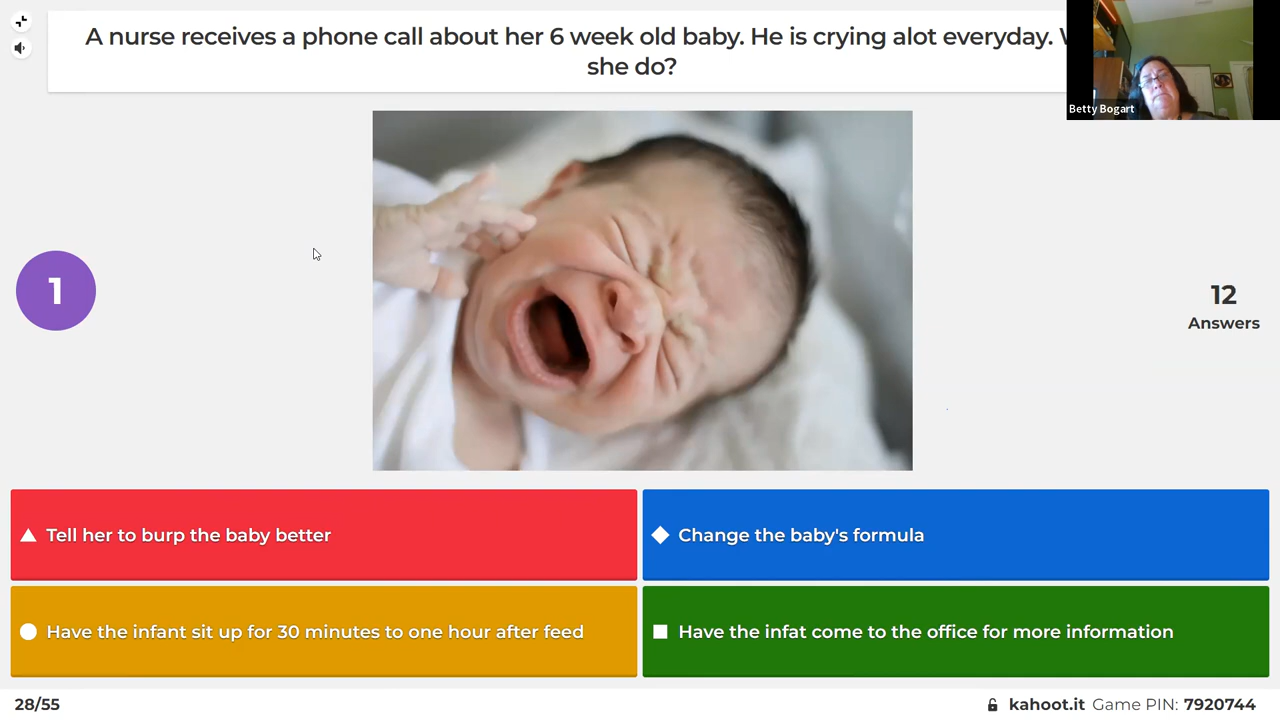 A nurse receives a phone call about her 6 week old baby. He is crying alot everyday.
she do?
Betty Bogart
1
12
Answers
Tell her to burp the baby better
Change the baby's formula
Have the infant sit up for 30 minutes to one hour after feed
Have the infat come to the office for more information
28/55
kahoot.it Game PIN: 7920744